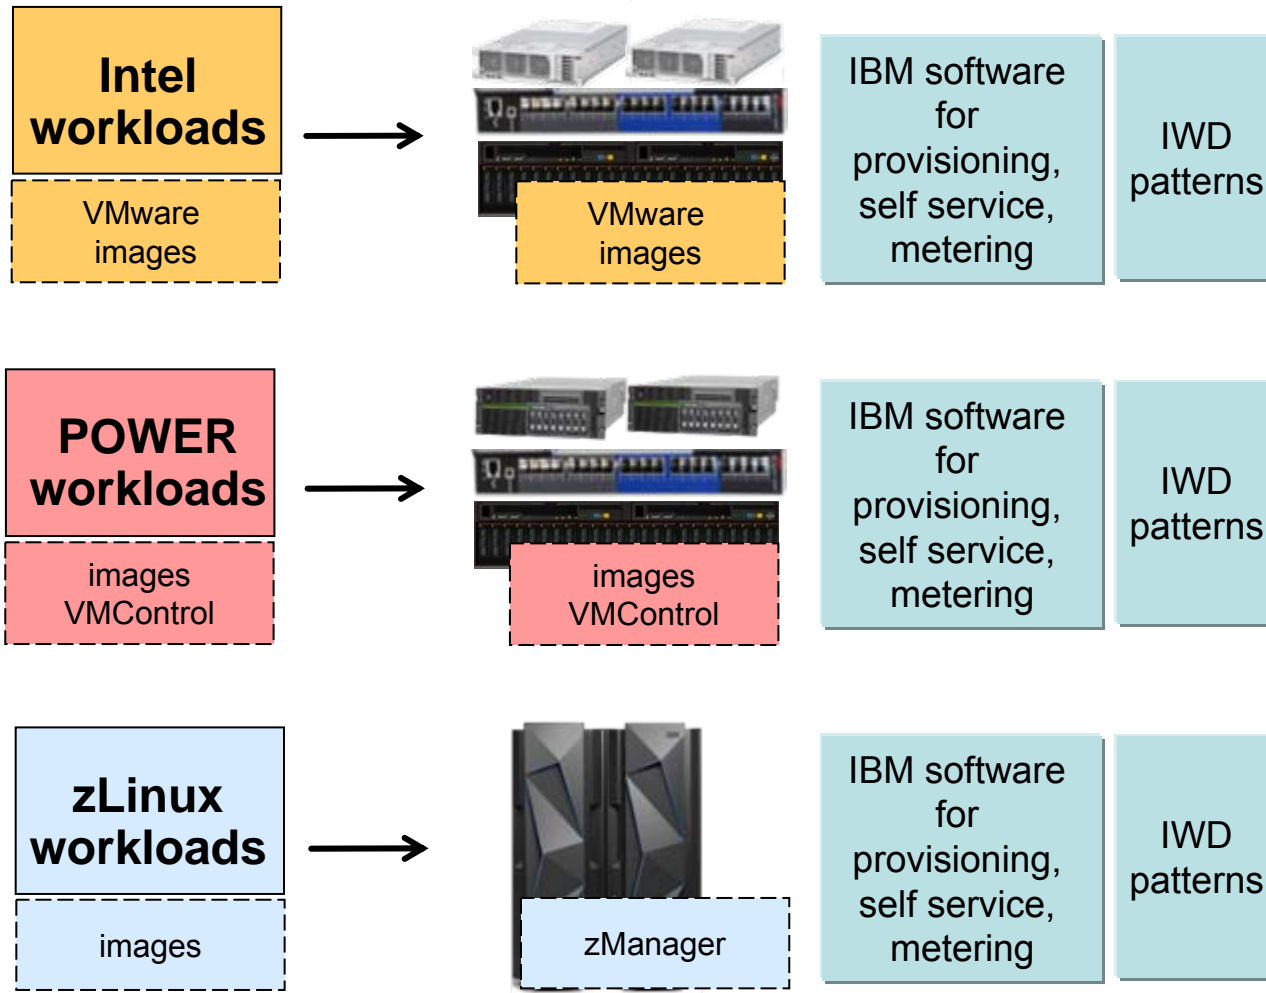 Intel
workloads
VMware
images
VMware
images
IBM software
for
provisioning,
self service,
metering
IWD
patterns
POWER
workloads
images
VMControl
images
VMControl
IBM software
for
provisioning,
self service,
metering
IWD
patterns
zLinux
workloads
images
zManager
IBM software
for
provisioning,
self service,
metering
IWD
patterns